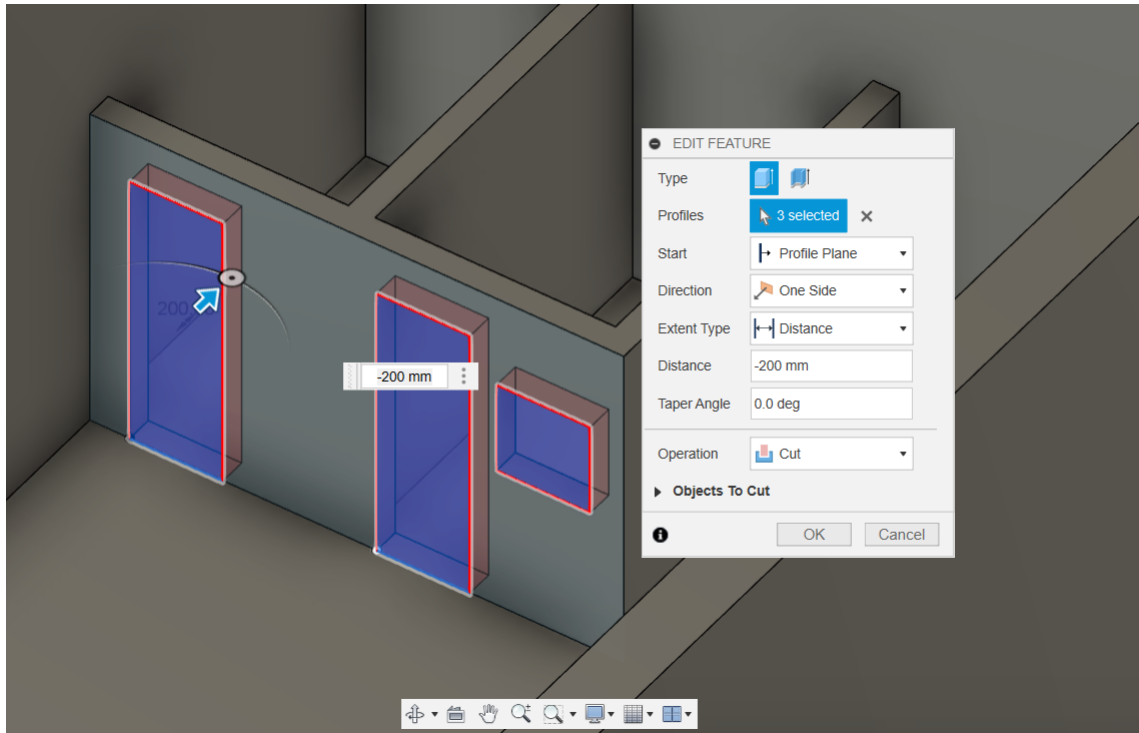 EDIT FEATURE
Type
Profiles 3 selected
Start Profile Plane
Direction One Side
Extent Type Distance
Distance -200 mm
Taper Angle 0.0 deg
Operation Cut
Objects To Cut
OK Cancel
-200 mm